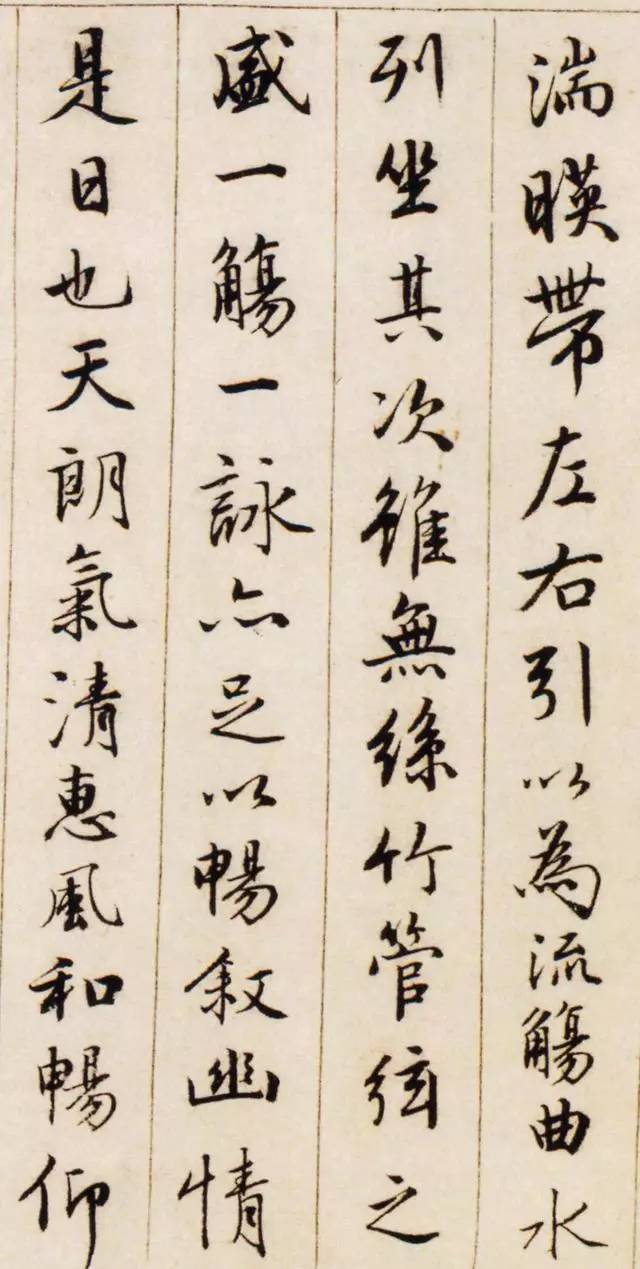 湍暎帶左右引以為流觴曲水
列坐其次雖無絲竹管弦之
盛一觴一詠亦足以暢敘幽情
是日也天朗氣清惠風和暢仰